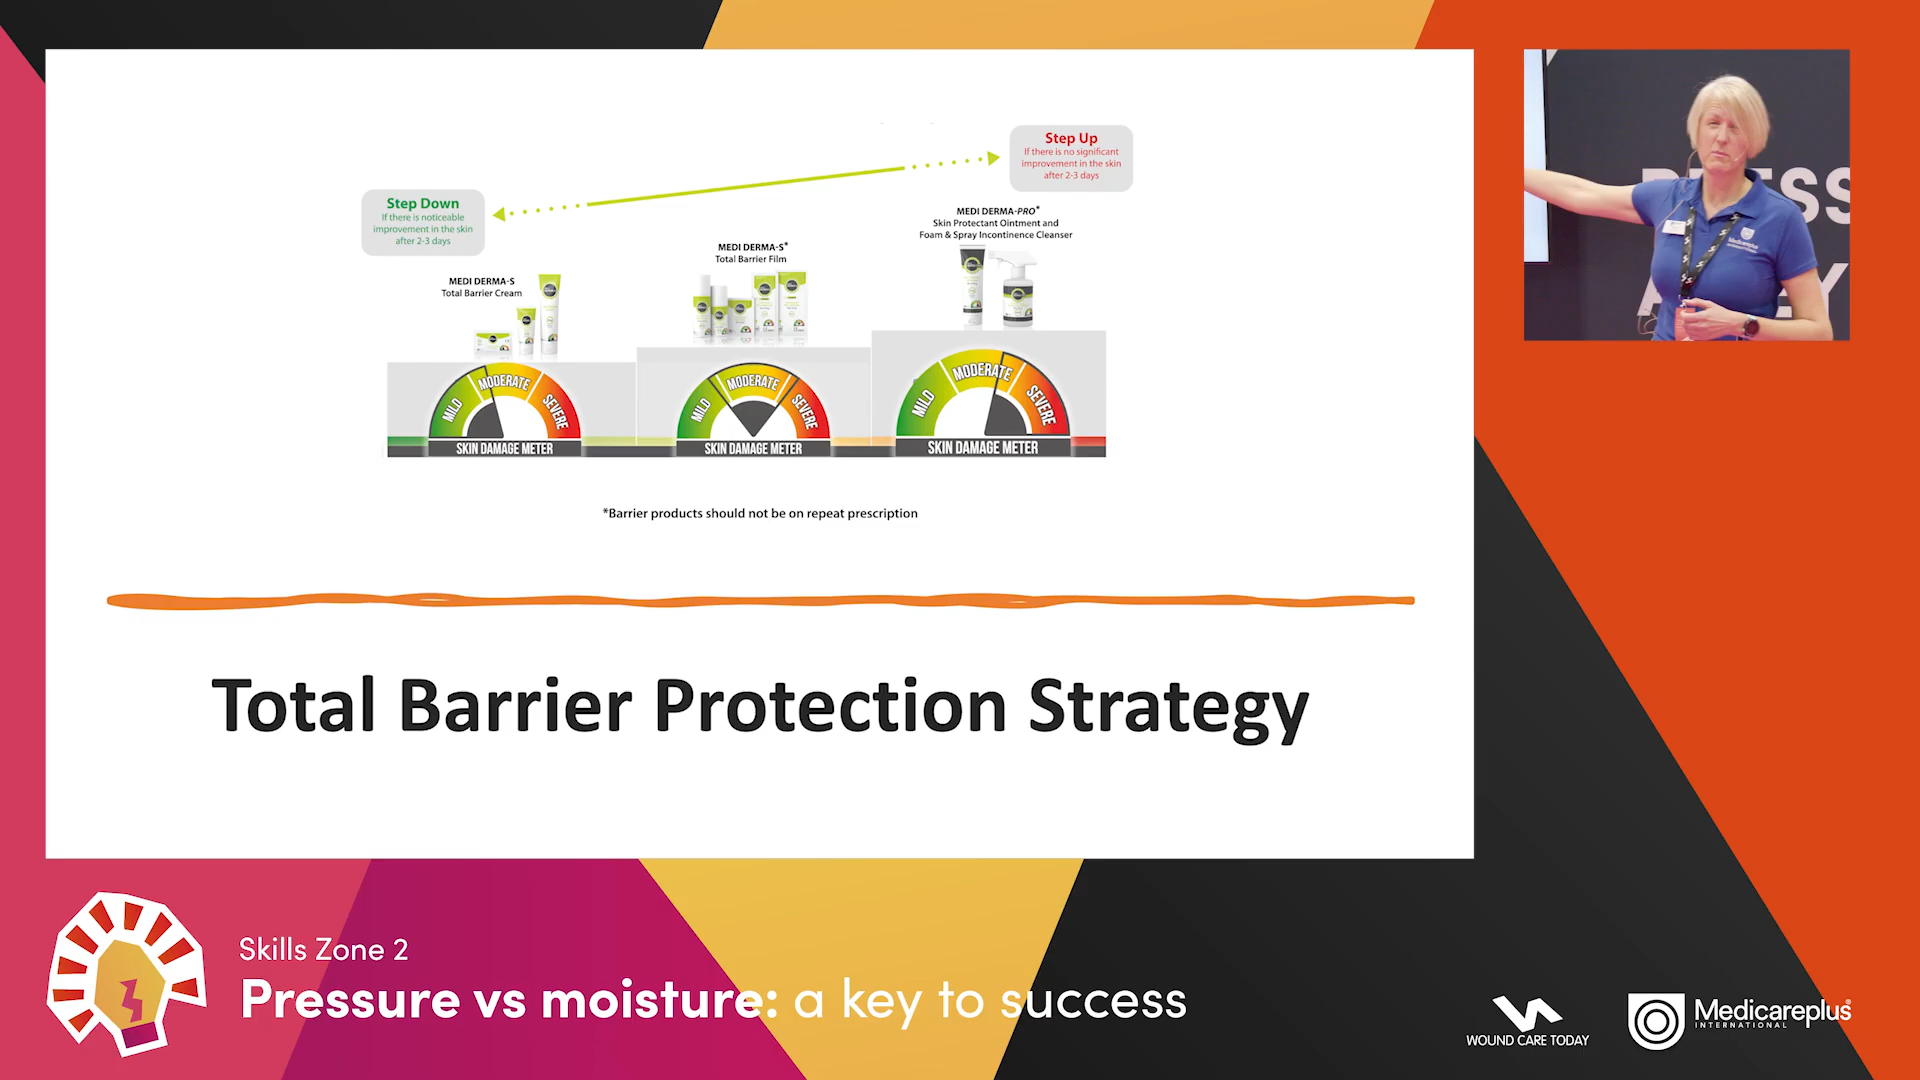 Step Up
If there is no significant
improvement in the skin
after 2-3 days
Step Down
If there is noticeable
improvement in the skin
after 2-3 days
MEDI DERMA-PRO*
Skin Protectant Ointment and
Foam & Spray Incontinence Cleanser
MEDI DERMA-S*
Total Barrier Film
MEDI DERMA-S
Total Barrier Cream
MILD MODERATE SEVERE
SKIN DAMAGE METER
MILD MODERATE SEVERE
SKIN DAMAGE METER
MILD MODERATE SEVERE
SKIN DAMAGE METER
*Barrier products should not be on repeat prescription
Total Barrier Protection Strategy
Medicareplus
Skills Zone 2
Pressure vs moisture: a key to success
WOUND CARE TODAY
Medicareplus®
INTERNATIONAL